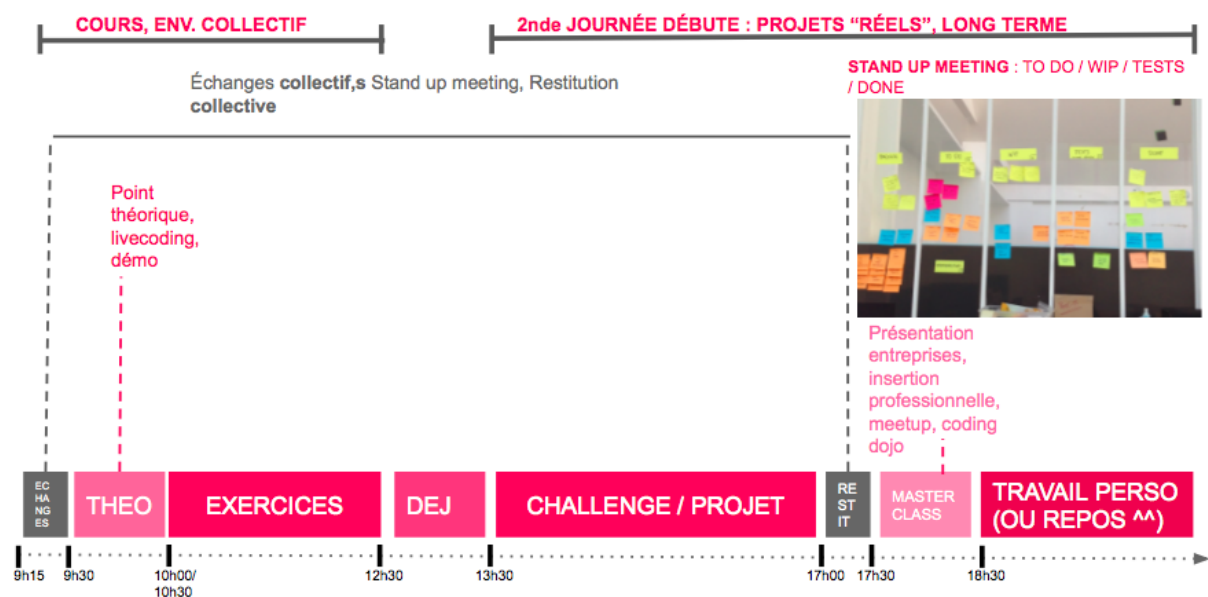 COURS, ENV. COLLECTIF
2nde JOURNÉE DÉBUTE : PROJETS “RÉELS”, LONG TERME
Échanges collectif,s Stand up meeting, Restitution
collective
STAND UP MEETING : TO DO / WIP / TESTS
/ DONE
Point
théorique,
livecoding,
démo
Présentation
entreprises,
insertion
professionnelle,
meetup, coding
dojo
EC
HA
NG
ES
THEO
EXERCICES
DEJ
CHALLENGE / PROJET
RE
ST
IT
MASTER
CLASS
TRAVAIL PERSO
(OU REPOS ^^)
9h15
9h30
10h00/
10h30
12h30
13h30
17h00
17h30
18h30